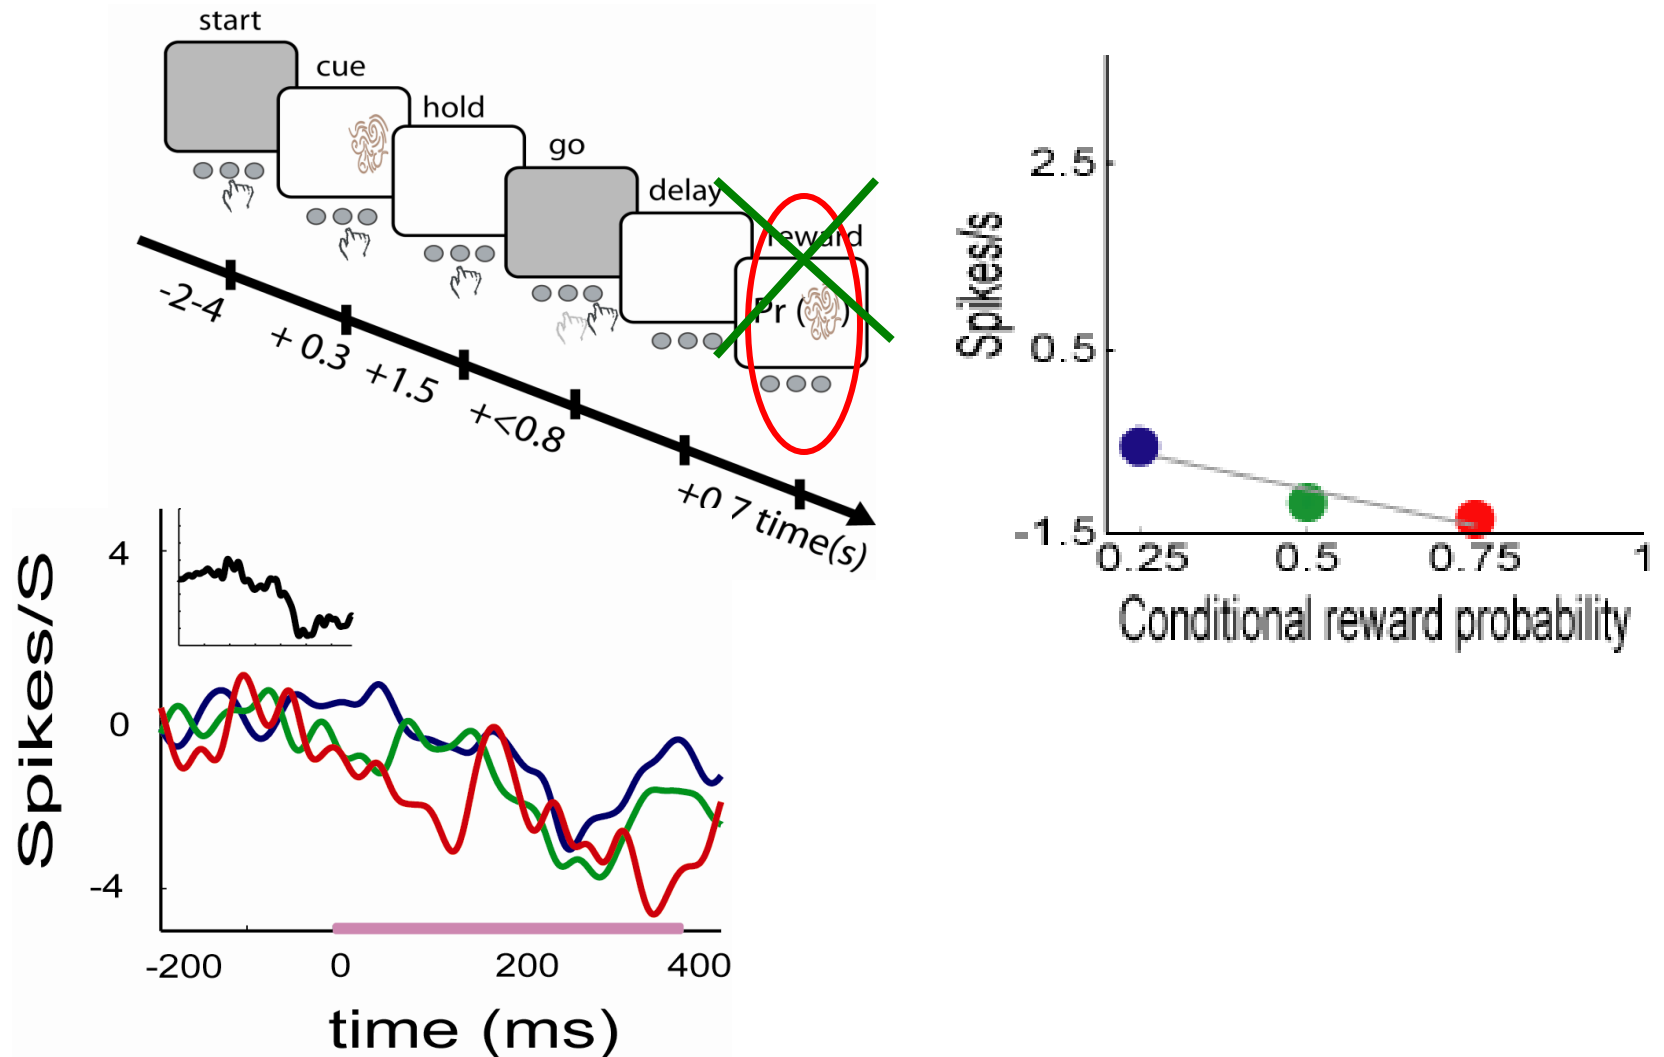 start
cue
hold
go
delay
reward
Pr ( )
-2-4
+ 0.3
+1.5
+<0.8
+0.7 time(s)
4
0
-4
Spikes/S
-200 0 200 400
time (ms)
2.5
0.5
-1.5
Spikes/s
0.25 0.5 0.75 1
Conditional reward probability